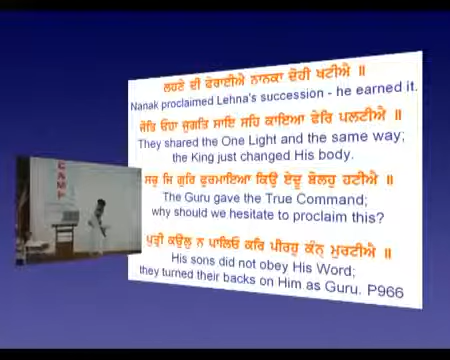 ਲਹਣੇ ਦੀ ਫੇਰਾਈਐ ਨਾਨਕਾ ਦੋਹੀ ਖਟੀਐ ॥
Nanak proclaimed Lehna's succession - he earned it.
ਜੋਤਿ ਓਹਾ ਜੁਗਤਿ ਸਾਇ ਸਹਿ ਕਾਇਆ ਫੇਰਿ ਪਲਟੀਐ ॥
They shared the One Light and the same way;
the King just changed His body.
ਸਚੁ ਜਿ ਗੁਰਿ ਫੁਰਮਾਇਆ ਕਿਉ ਏਦੂ ਬੋਲਹੁ ਹਟੀਐ ॥
The Guru gave the True Command;
why should we hesitate to proclaim this?
ਪੁਤ੍ਰੀ ਕਉਲੁ ਨ ਪਾਲਿਓ ਕਰਿ ਪੀਰਹੁ ਕੰਨ੍ ਮੁਰਟੀਐ ॥
His sons did not obey His Word;
they turned their backs on Him as Guru. P966
CAMP